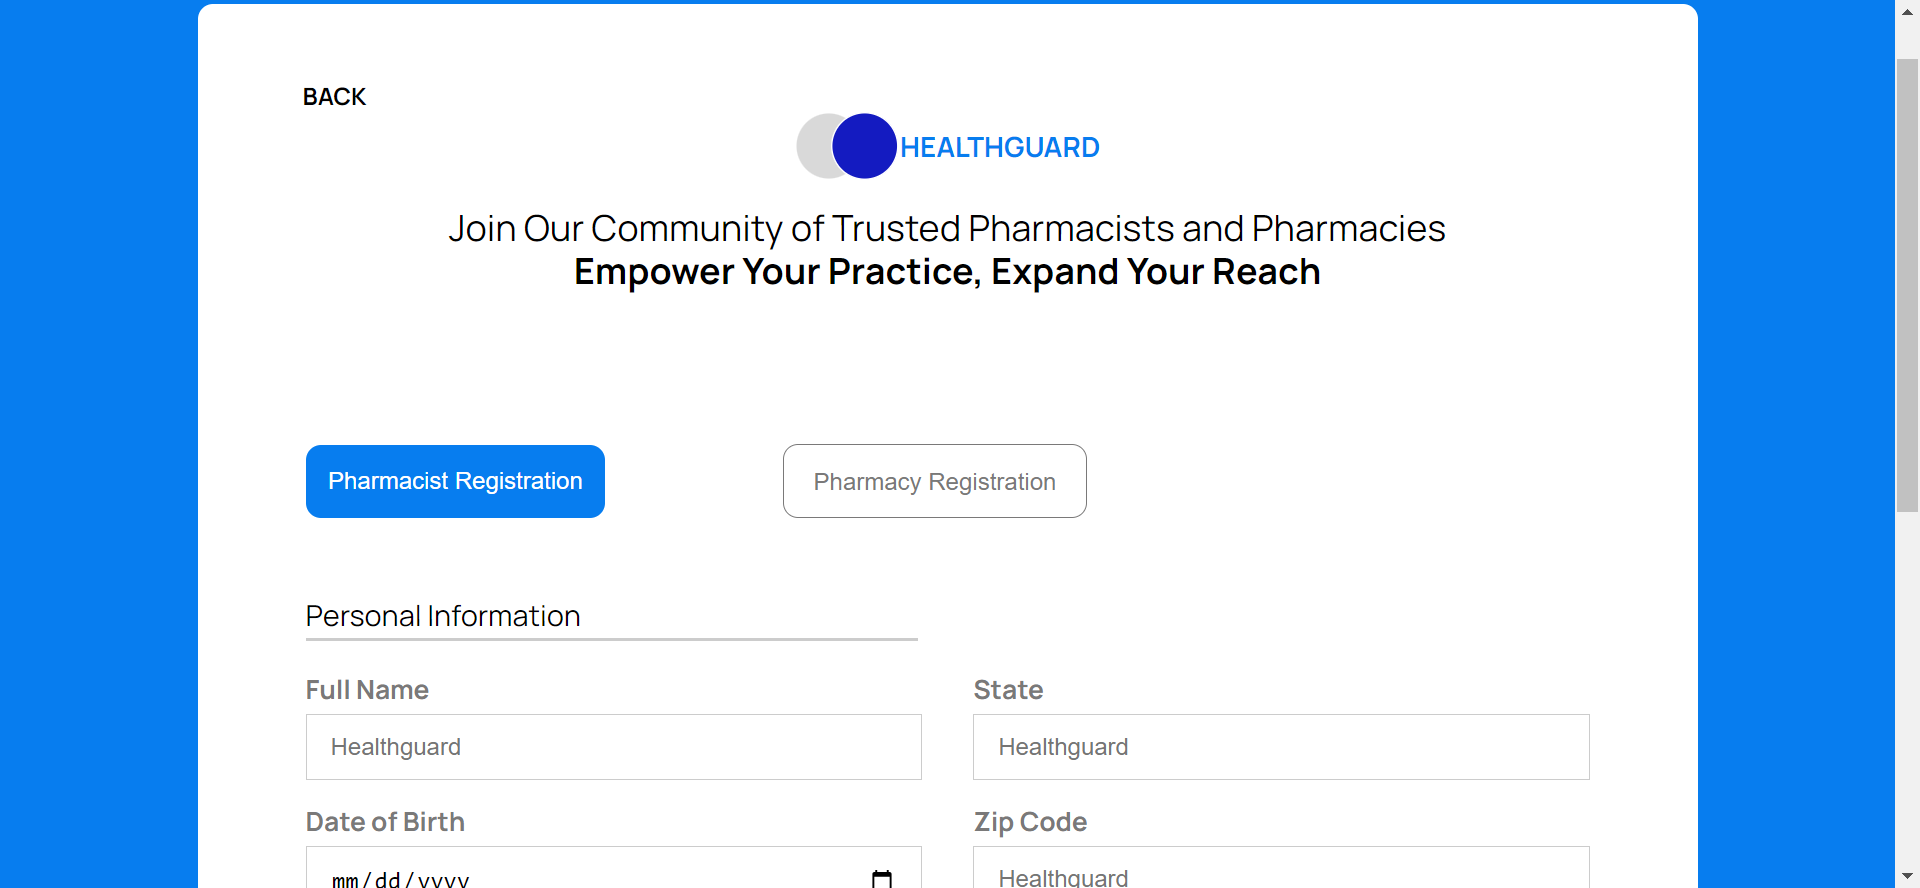 BACK
HEALTHGUARD
Join Our Community of Trusted Pharmacists and Pharmacies
Empower Your Practice, Expand Your Reach
Pharmacist Registration
Pharmacy Registration
Personal Information
Full Name
State
Healthguard
Healthguard
Date of Birth
Zip Code
mm/dd/yyyy
Healthguard